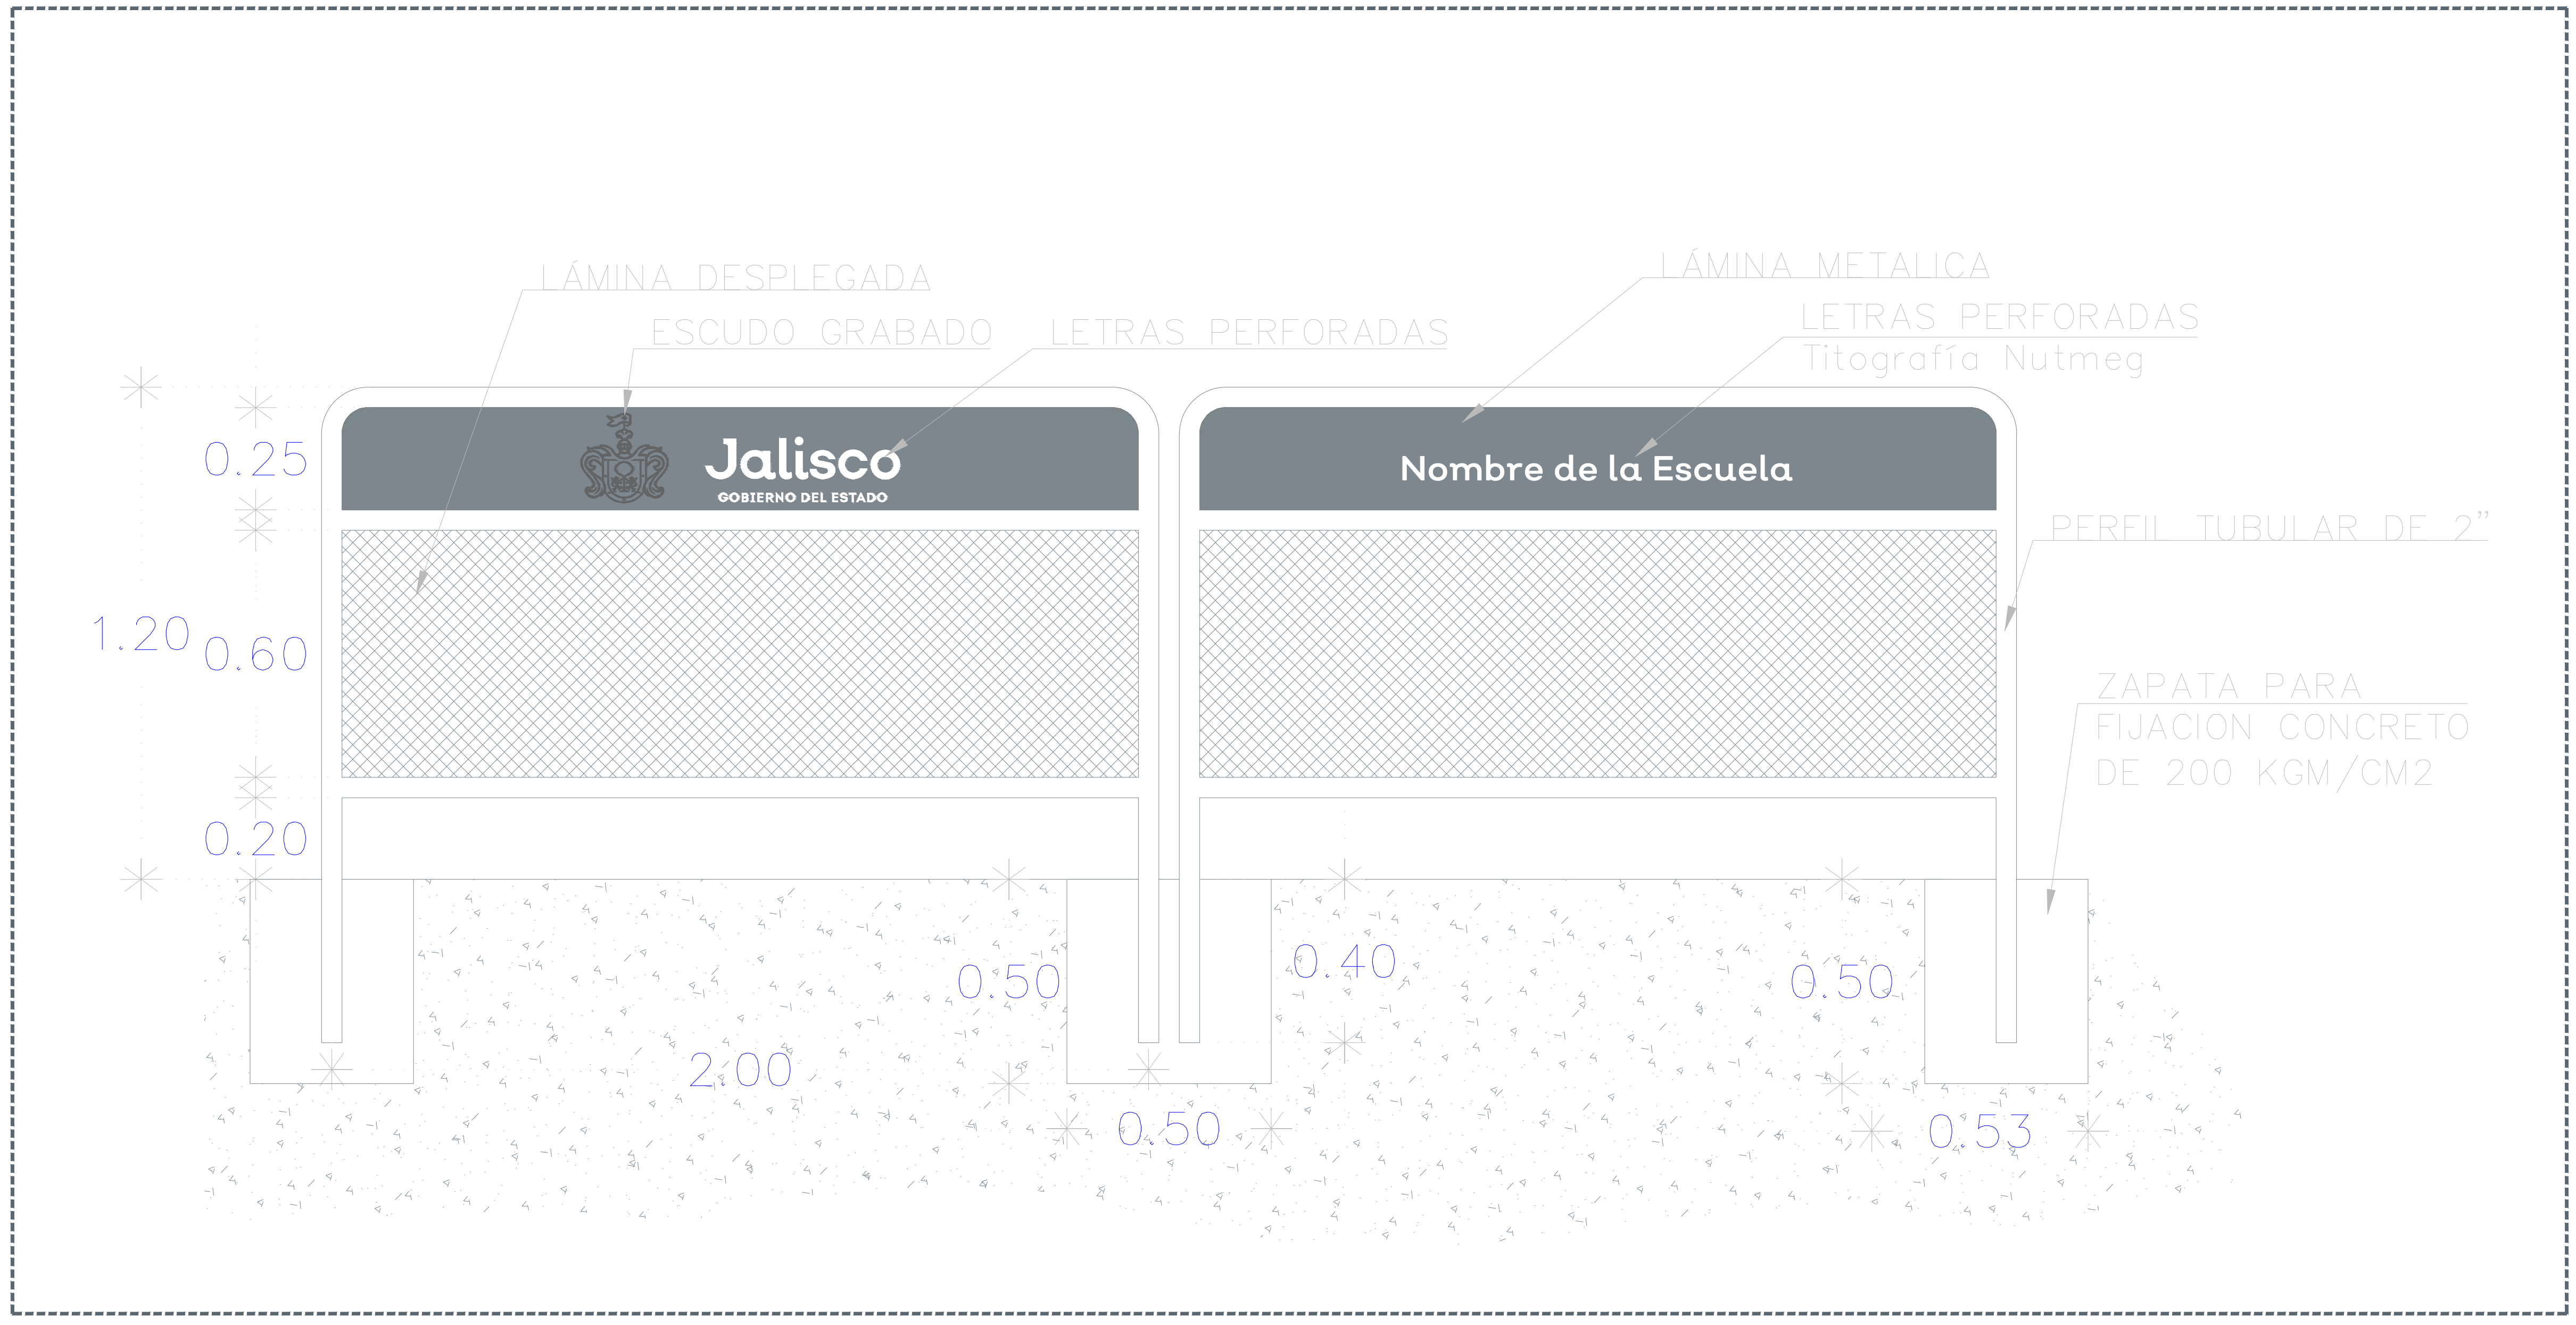 LÁMINA DESPLEGADA
ESCUDO GRABADO
LETRAS PERFORADAS
LÁMINA METALICA
LETRAS PERFORADAS
Titografía Nutmeg
Jalisco
GOBIERNO DEL ESTADO
Nombre de la Escuela
PERFIL TUBULAR DE 2”
ZAPATA PARA
FIJACION CONCRETO
DE 200 KGM/CM2
0.25
1.20
0.60
0.20
0.50
0.40
0.50
2.00
0.50
0.53